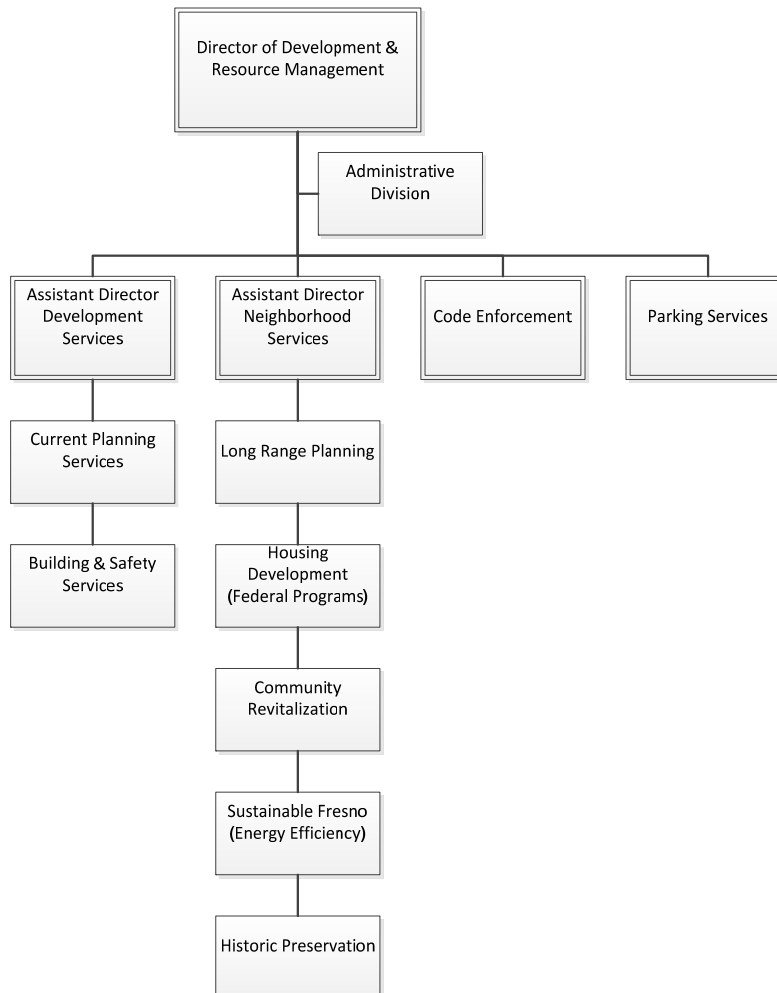 Director of Development &
Resource Management
Administrative
Division
Assistant Director
Development
Services
Assistant Director
Neighborhood
Services
Code Enforcement
Parking Services
Current Planning
Services
Long Range Planning
Building & Safety
Services
Housing
Development
(Federal Programs)
Community
Revitalization
Sustainable Fresno
(Energy Efficiency)
Historic Preservation